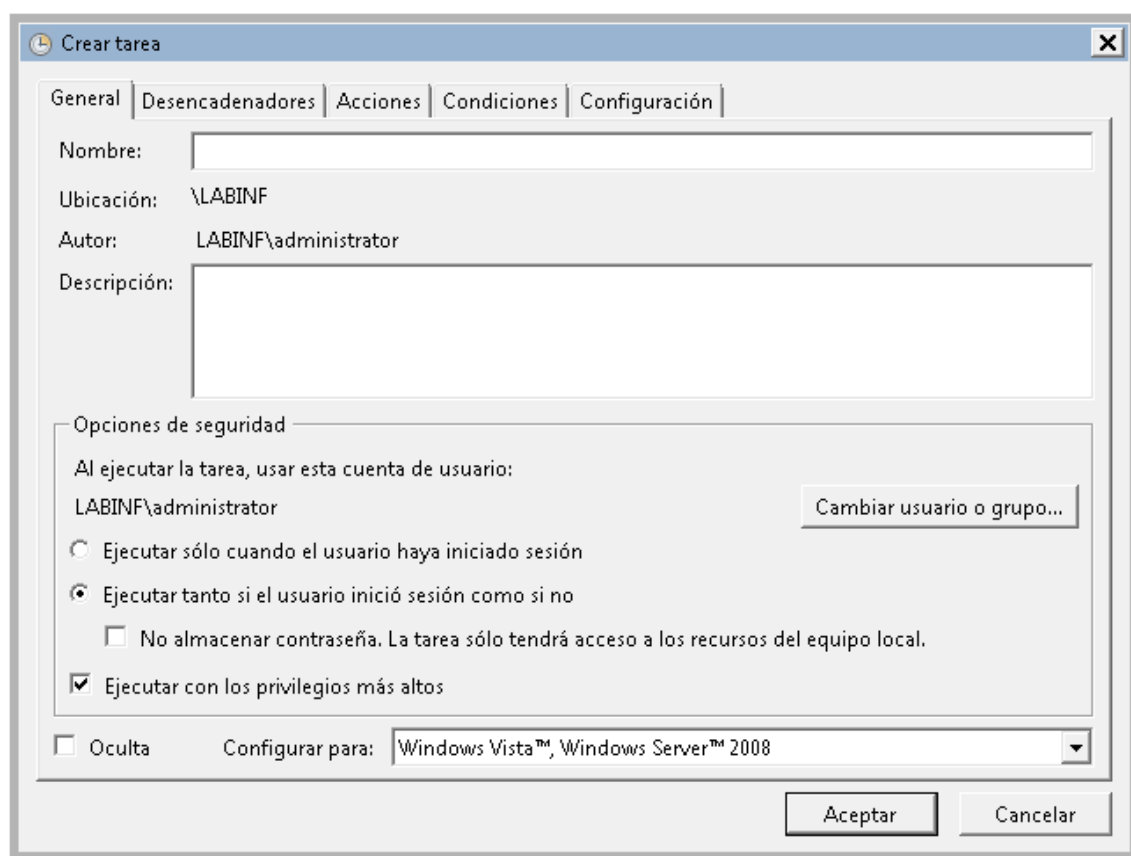 Crear tarea
General Desencadenadores Acciones Condiciones Configuración
Nombre:
Ubicación: \LABINF
Autor: LABINF\administrator
Descripción:
Opciones de seguridad
Al ejecutar la tarea, usar esta cuenta de usuario:
LABINF\administrator Cambiar usuario o grupo...
Ejecutar sólo cuando el usuario haya iniciado sesión
Ejecutar tanto si el usuario inició sesión como si no
No almacenar contraseña. La tarea sólo tendrá acceso a los recursos del equipo local.
Ejecutar con los privilegios más altos
Oculta Configurar para: Windows Vista™, Windows Server™ 2008
Aceptar Cancelar